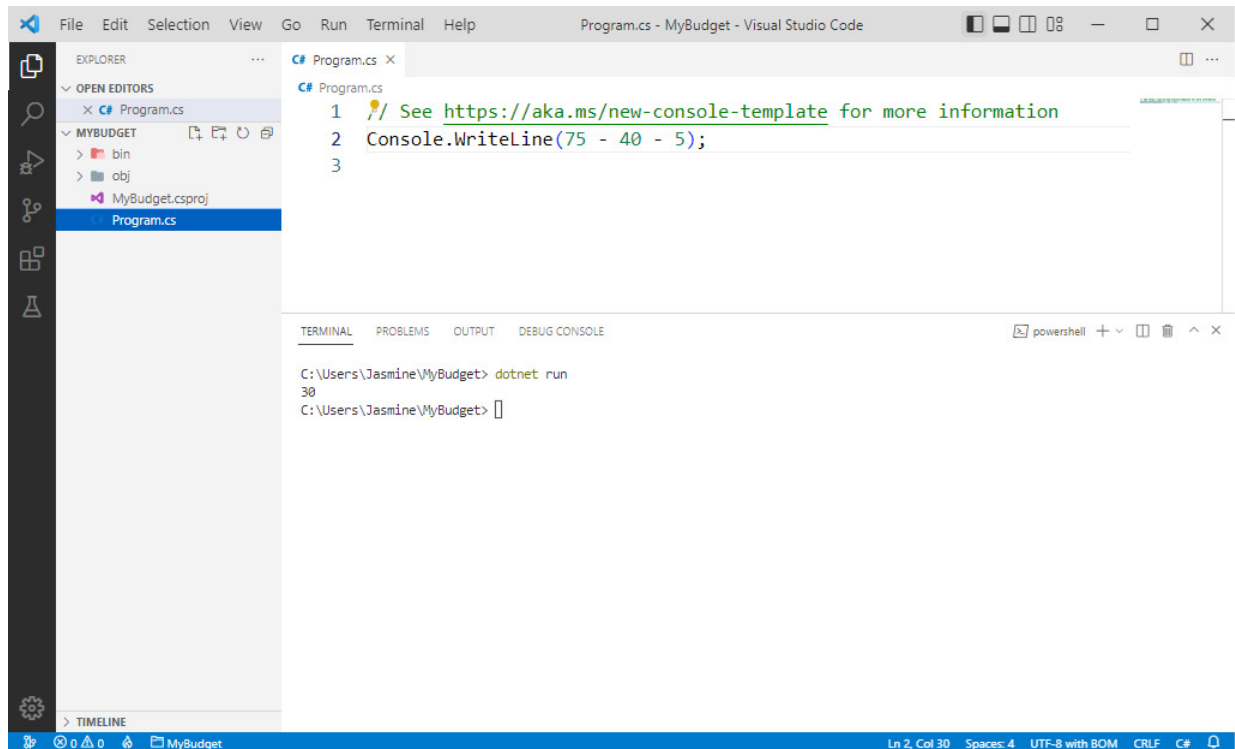 File Edit Selection View Go Run Terminal Help Program.cs - MyBudget - Visual Studio Code
EXPLORER
OPEN EDITORS
C# Program.cs
MYBUDGET
bin
obj
MyBudget.csproj
C# Program.cs
TIMELINE
C# Program.cs
C# Program.cs
1 // See https://aka.ms/new-console-template for more information
2 Console.WriteLine(75 - 40 - 5);
3
TERMINAL PROBLEMS OUTPUT DEBUG CONSOLE powershell
C:\Users\Jasmine\MyBudget> dotnet run
30
C:\Users\Jasmine\MyBudget>
0 0 MyBudget Ln 2, Col 30 Spaces: 4 UTF-8 with BOM CRLF C#